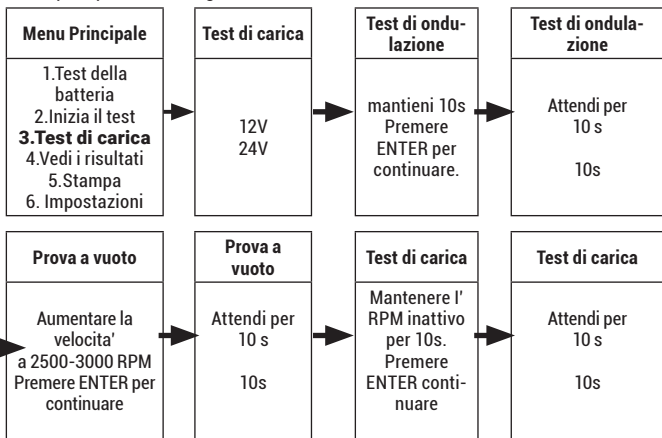 Menu Principale
1.Test della
batteria
2.Inizia il test
3.Test di carica
4.Vedi i risultati
5.Stampa
6. Impostazioni
Test di carica
12V
24V
Test di ondu-
lazione
mantieni 10s
Premere
ENTER per
continuare.
Test di ondula-
zione
Attendi per
10 s
10s
Prova a vuoto
Aumentare la
velocita'
a 2500-3000 RPM
Premere ENTER per
continuare
Prova a
vuoto
Attendi per
10 s
10s
Test di carica
Mantenere l'
RPM inattivo
per 10s.
Premere
ENTER conti-
nuare
Test di carica
Attendi per
10 s
10s